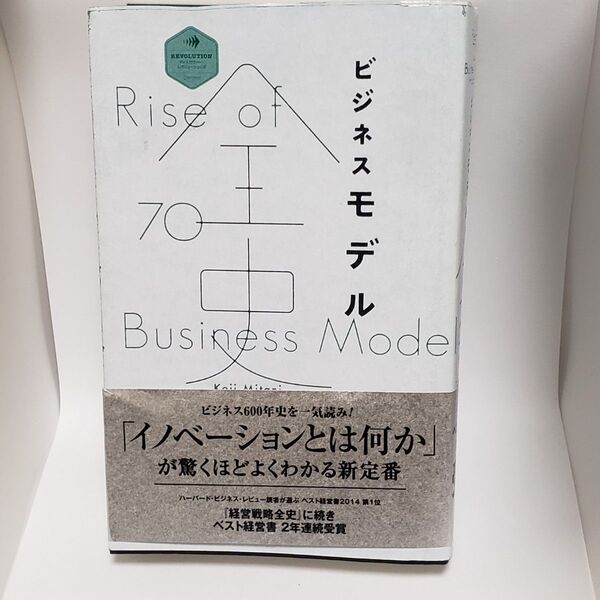 REVOLUTION
ビジネスモデル
全史
Rise of
70
Business Mode
Koji Mitani
ビジネス600年史を一気読み!
「イノベーションとは何か」
が驚くほどよくわかる新定番
ハーバード・ビジネス・レビュー読者が選ぶ ベスト経営書2014 第1位
『経営戦略全史』に続き
ベスト経営書 2年連続受賞